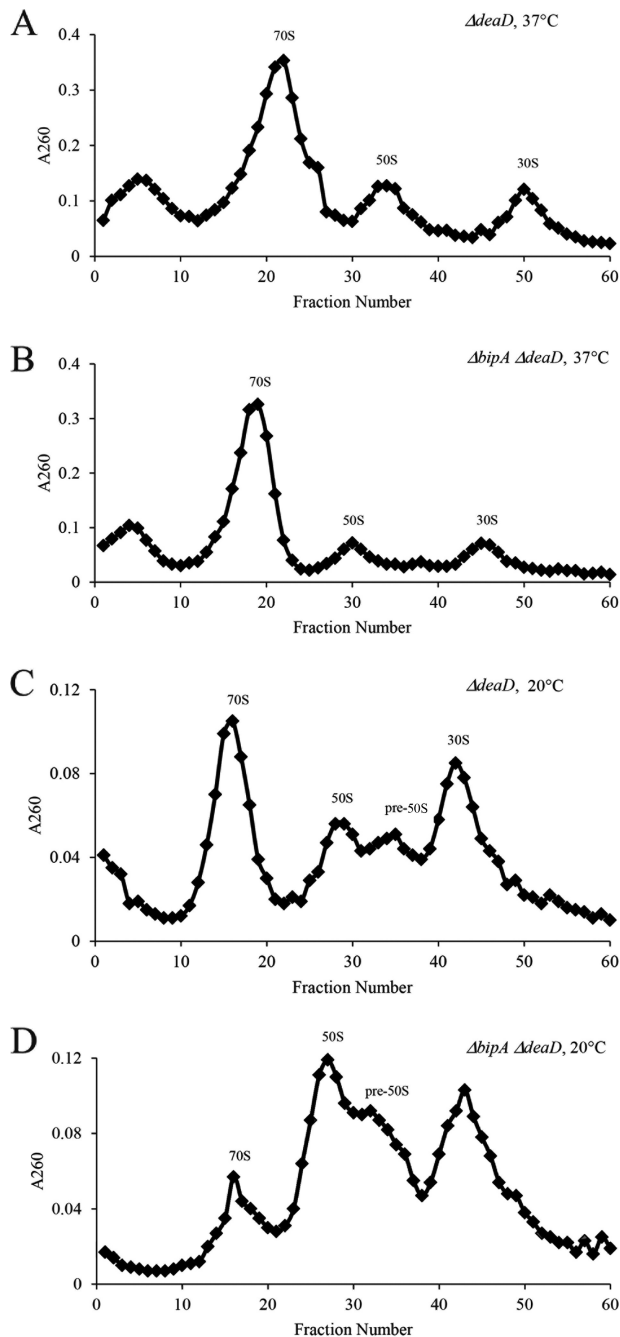 A
ΔdeaD, 37°C
70S
50S
30S
A260
0.4
0.3
0.2
0.1
0
0 10 20 30 40 50 60
Fraction Number
B
ΔbipA ΔdeaD, 37°C
70S
50S
30S
A260
0.4
0.3
0.2
0.1
0
0 10 20 30 40 50 60
Fraction Number
C
ΔdeaD, 20°C
70S
30S
50S
pre-50S
A260
0.12
0.08
0.04
0
0 10 20 30 40 50 60
Fraction Number
D
50S
ΔbipA ΔdeaD, 20°C
pre-50S
70S
A260
0.12
0.08
0.04
0
0 10 20 30 40 50 60
Fraction Number